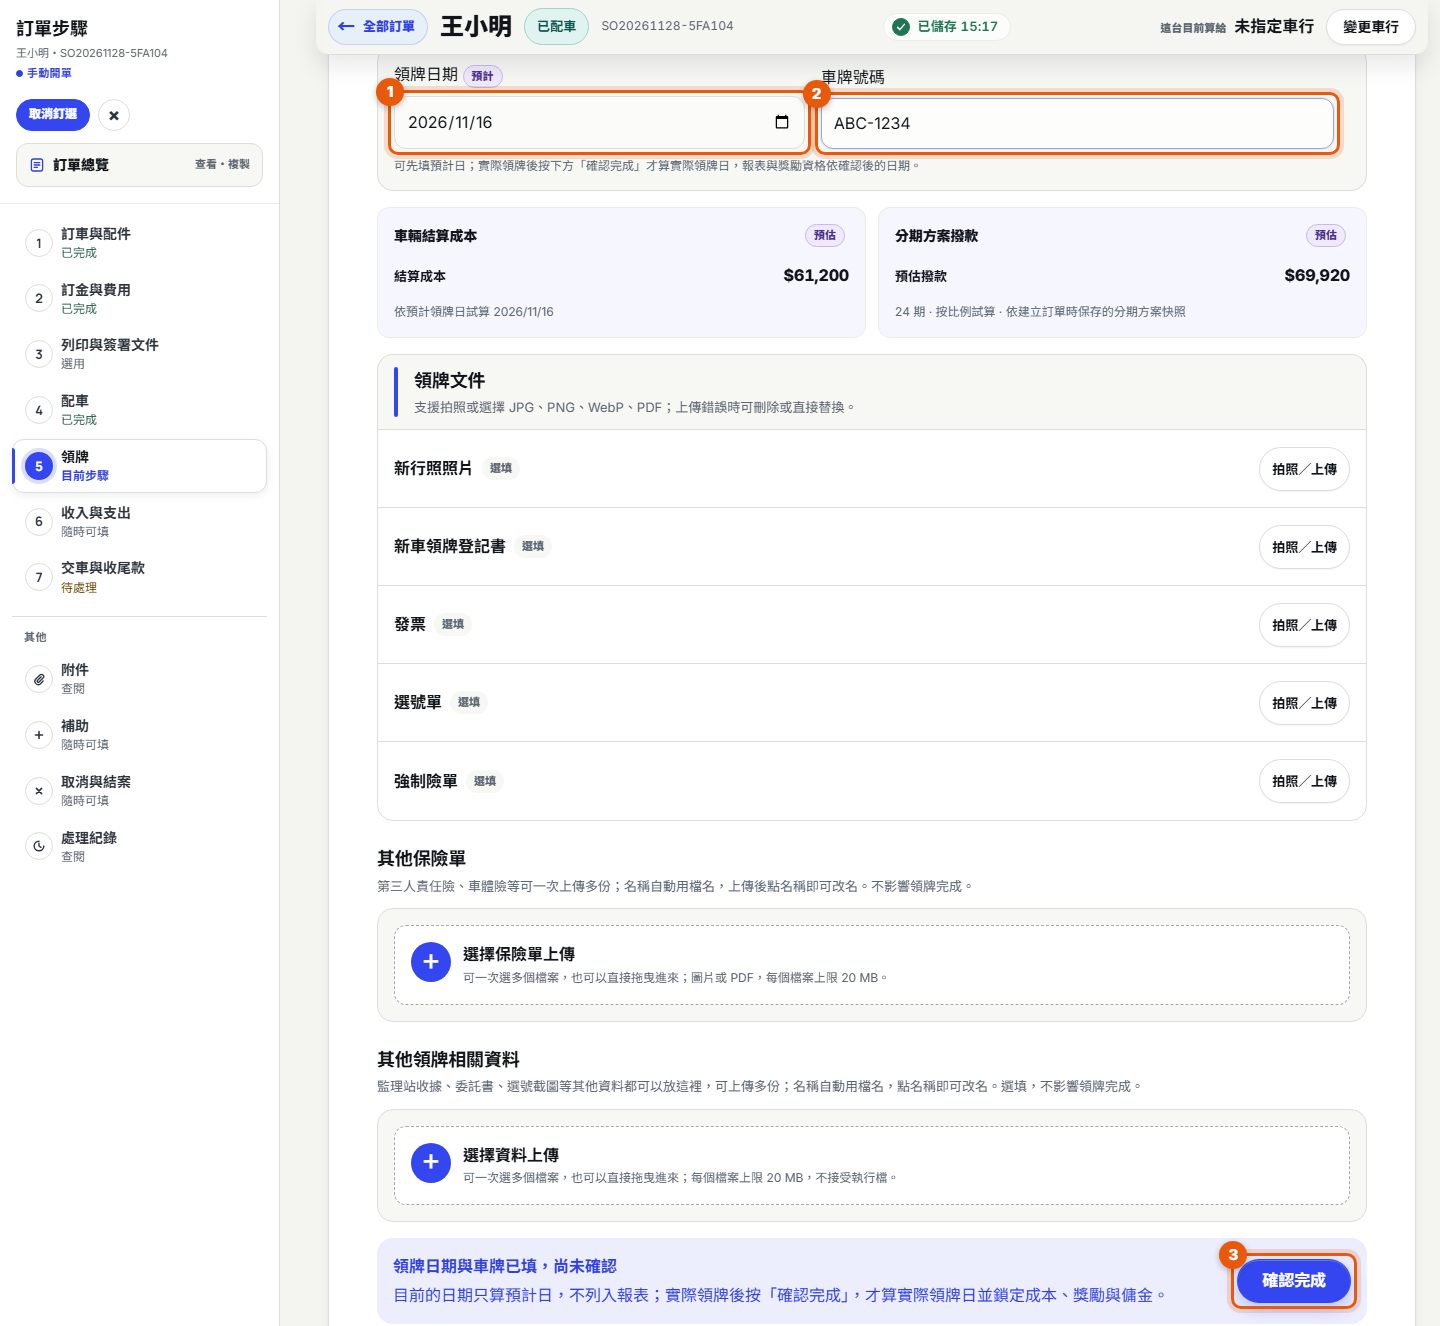 訂單步驟
王小明・SO20261128-5FA104
手動開單
取消釘選
訂單總覽
查看・複製
1
訂車與配件
已完成
2
訂金與費用
已完成
3
列印與簽署文件
選用
4
配車
已完成
5
領牌
目前步驟
6
收入與支出
隨時可填
7
交車與收尾款
待處理
其他
附件
查閱
補助
隨時可填
取消與結案
隨時可填
處理紀錄
查閱
全部訂單
王小明
已配車
SO20261128-5FA104
已儲存 15:17
這台目前算給 未指定車行
變更車行
領牌日期 預計
車牌號碼
1
2026/11/16
2
ABC-1234
可先填預計日；實際領牌後按下方「確認完成」才算實際領牌日，報表與獎勵資格依確認後的日期。
車輛結算成本 預估
結算成本 $61,200
依預計領牌日試算 2026/11/16
分期方案撥款 預估
預估撥款 $69,920
24 期 · 按比例試算 · 依建立訂單時保存的分期方案快照
領牌文件
支援拍照或選擇 JPG、PNG、WebP、PDF；上傳錯誤時可刪除或直接替換。
新行照照片 選填 拍照／上傳
新車領牌登記書 選填 拍照／上傳
發票 選填 拍照／上傳
選號單 選填 拍照／上傳
強制險單 選填 拍照／上傳
其他保險單
第三人責任險、車體險等可一次上傳多份；名稱自動用檔名，上傳後點名稱即可改名。不影響領牌完成。
選擇保險單上傳
可一次選多個檔案，也可以直接拖曳進來；圖片或 PDF，每個檔案上限 20 MB。
其他領牌相關資料
監理站收據、委託書、選號截圖等其他資料都可以放這裡，可上傳多份；名稱自動用檔名，點名稱即可改名。選填，不影響領牌完成。
選擇資料上傳
可一次選多個檔案，也可以直接拖曳進來；每個檔案上限 20 MB，不接受執行檔。
領牌日期與車牌已填，尚未確認
目前的日期只算預計日，不列入報表；實際領牌後按「確認完成」，才算實際領牌日並鎖定成本、獎勵與傭金。
3
確認完成